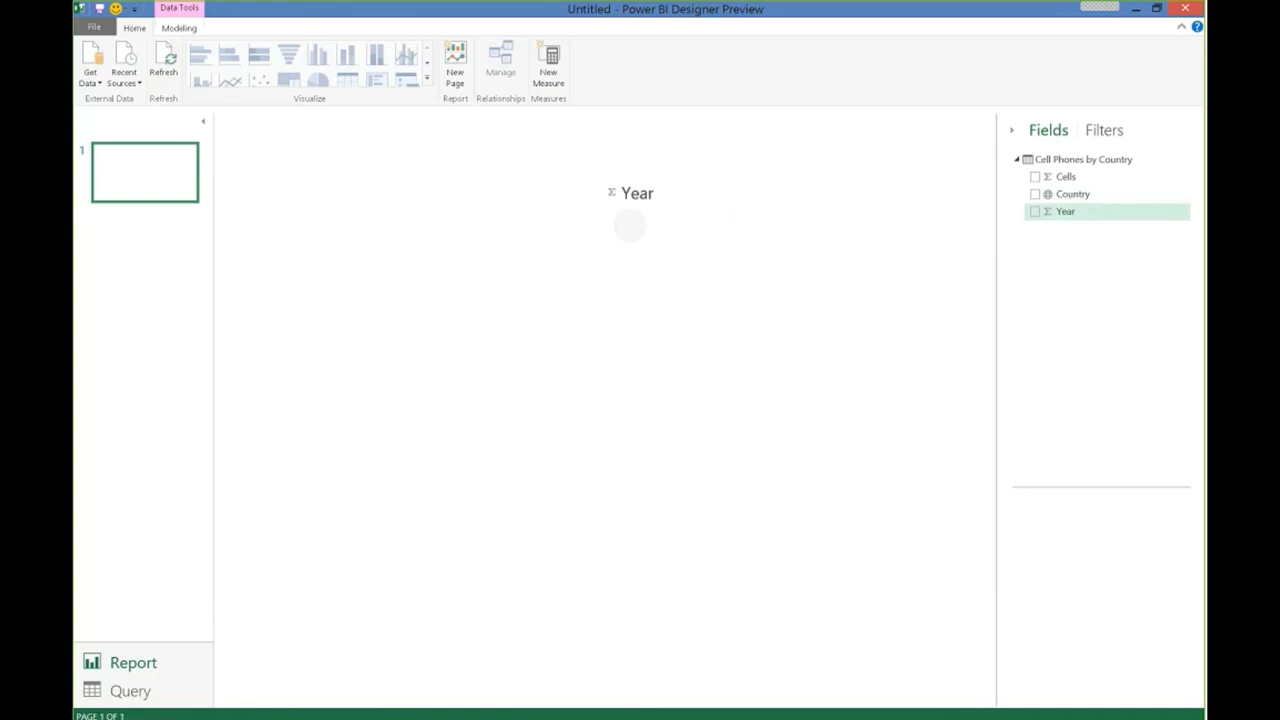 Data Tools
Untitled - Power BI Designer Preview
File
Home
Modeling
Get Data
Recent Sources
Refresh
New Page
Manage
New Measure
External Data
Refresh
Visualize
Report
Relationships
Measures
1
Σ Year
Fields
Filters
Cell Phones by Country
Σ Cells
Country
Σ Year
Report
Query
PAGE 1 OF 1